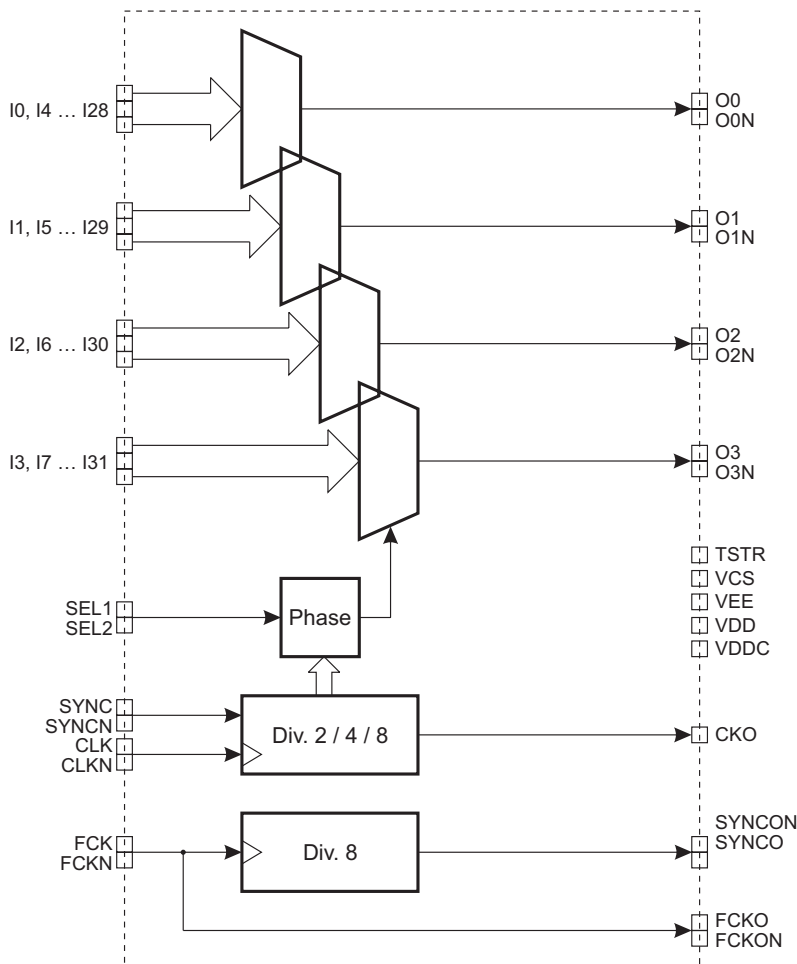 I0, I4 … I28
O0
O0N
I1, I5 … I29
O1
O1N
I2, I6 … I30
O2
O2N
I3, I7 … I31
O3
O3N
TSTR
VCS
VEE
VDD
VDDC
SEL1
SEL2
Phase
SYNC
SYNCN
CLK
CLKN
Div. 2 / 4 / 8
CKO
FCK
FCKN
Div. 8
SYNCON
SYNCO
FCKO
FCKON